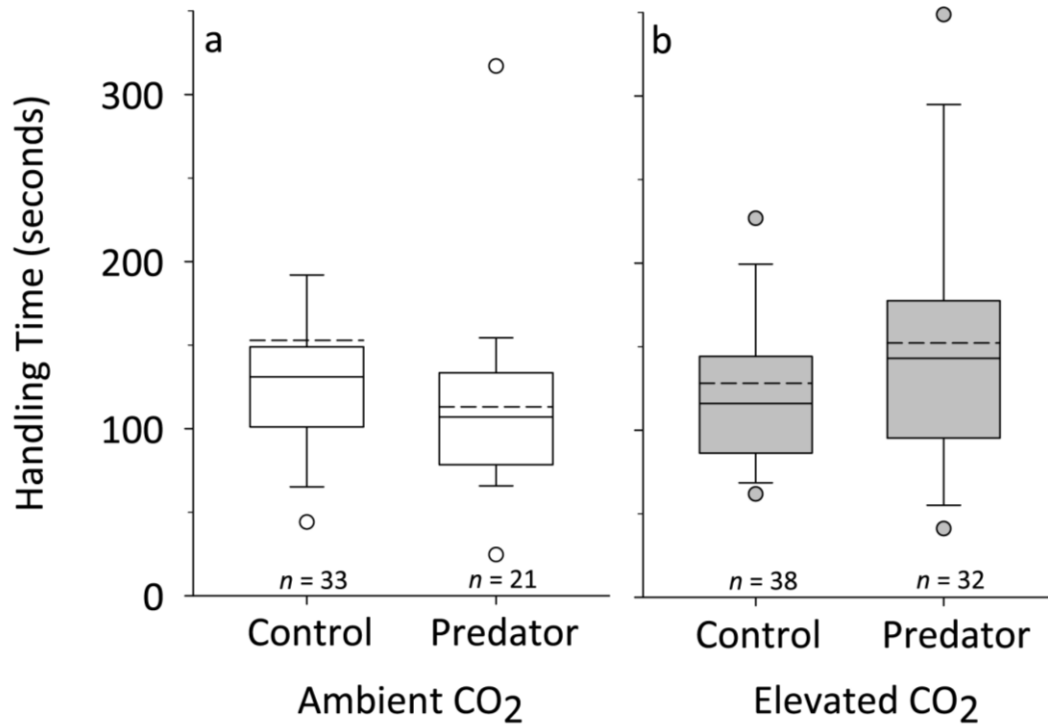 a
b
Handling Time (seconds)
300
200
100
0
n = 33
n = 21
n = 38
n = 32
Control
Predator
Control
Predator
Ambient CO2
Elevated CO2